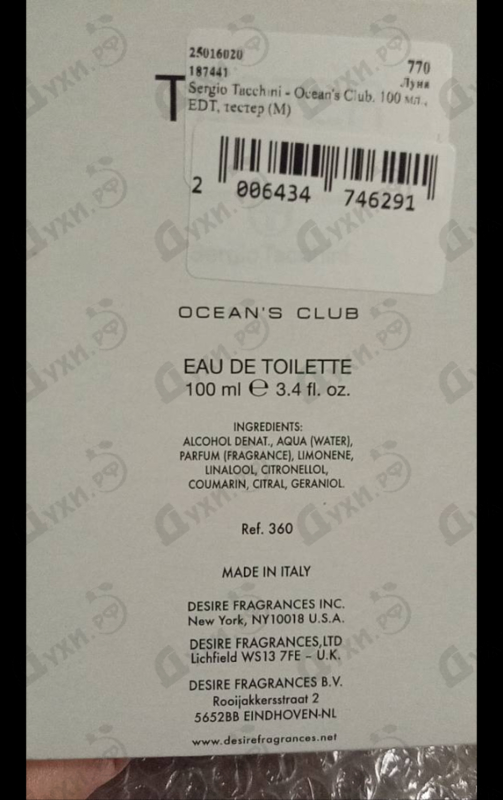 25016020
770
187441
Луня
Sergio Tacchini - Ocean's Club. 100 мл.,
EDT, тестер (M)
T
2 006434 746291
OCEAN'S CLUB
EAU DE TOILETTE
100 ml ℮ 3.4 fl. oz.
INGREDIENTS:
ALCOHOL DENAT., AQUA (WATER),
PARFUM (FRAGRANCE), LIMONENE,
LINALOOL, CITRONELLOL,
COUMARIN, CITRAL, GERANIOL.
Ref. 360
MADE IN ITALY
DESIRE FRAGRANCES INC.
New York, NY10018 U.S.A.
DESIRE FRAGRANCES,LTD
Lichfield WS13 7FE – U.K.
DESIRE FRAGRANCES B.V.
Rooijakkersstraat 2
5652BB EINDHOVEN-NL
www.desirefragrances.net
Духи.рф